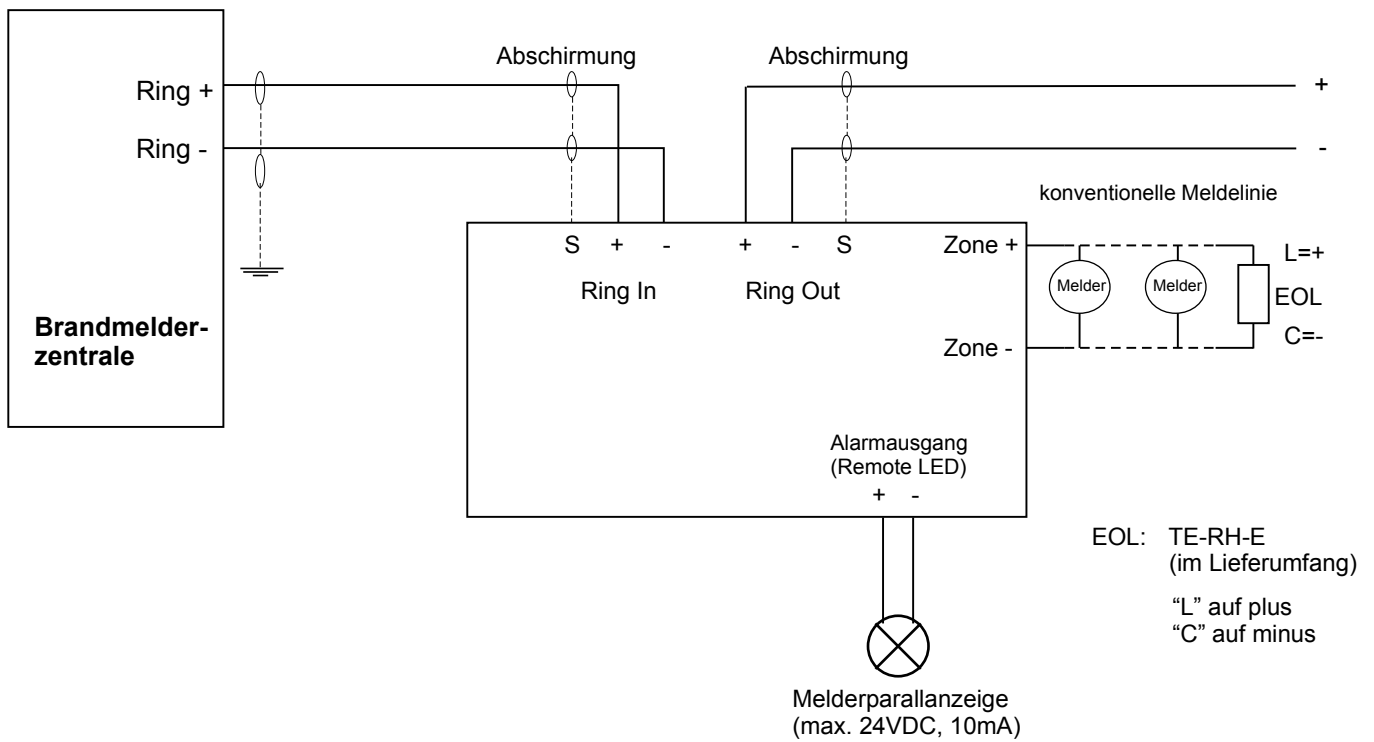 Abschirmung
Abschirmung
Ring +
+
Ring -
-
konventionelle Meldelinie
S + -
+ - S
Zone +
L=+
Ring In
Ring Out
Melder
Melder
EOL
Brandmelder-
zentrale
Zone -
C=-
Alarmausgang
(Remote LED)
+ -
EOL: TE-RH-E
(im Lieferumfang)
“L” auf plus
“C” auf minus
Melderparallanzeige
(max. 24VDC, 10mA)